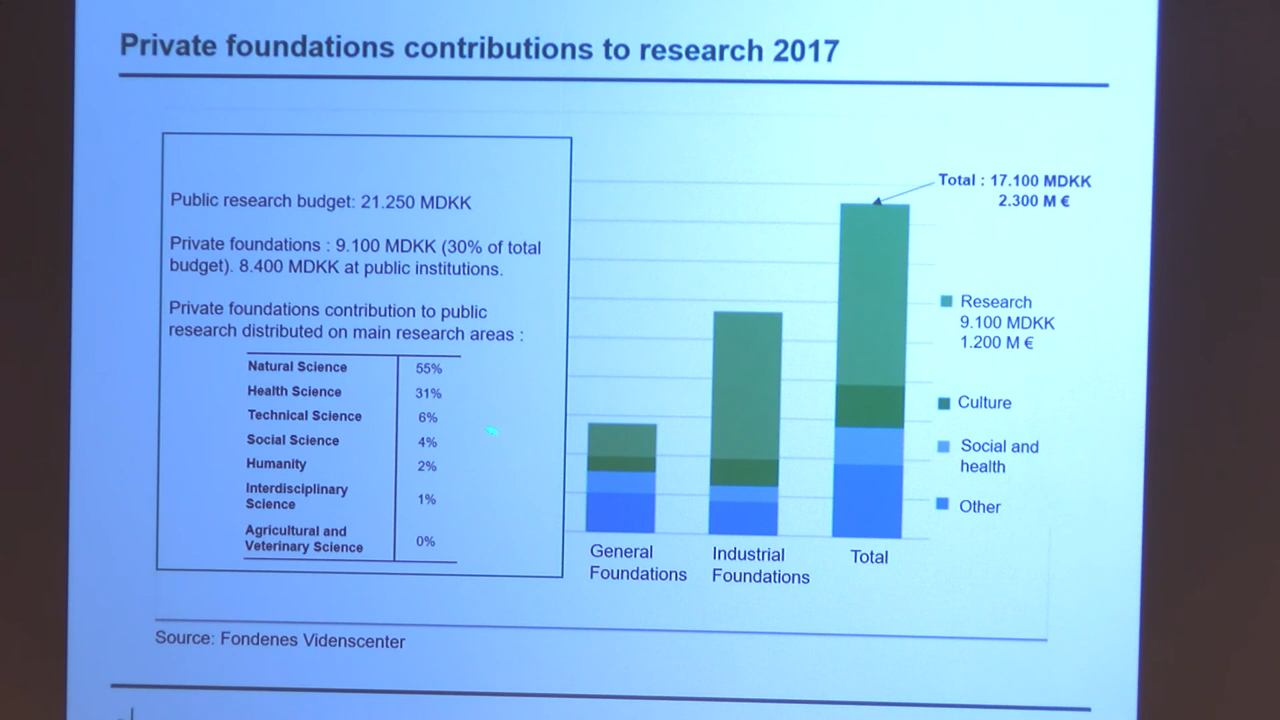 Private foundations contributions to research 2017
Public research budget: 21.250 MDKK
Private foundations : 9.100 MDKK (30% of total
budget). 8.400 MDKK at public institutions.
Private foundations contribution to public
research distributed on main research areas :
Natural Science 55%
Health Science 31%
Technical Science 6%
Social Science 4%
Humanity 2%
Interdisciplinary
Science 1%
Agricultural and
Veterinary Science 0%
Total : 17.100 MDKK
2.300 M €
Research
9.100 MDKK
1.200 M €
Culture
Social and
health
Other
General
Foundations
Industrial
Foundations
Total
Source: Fondenes Videnscenter